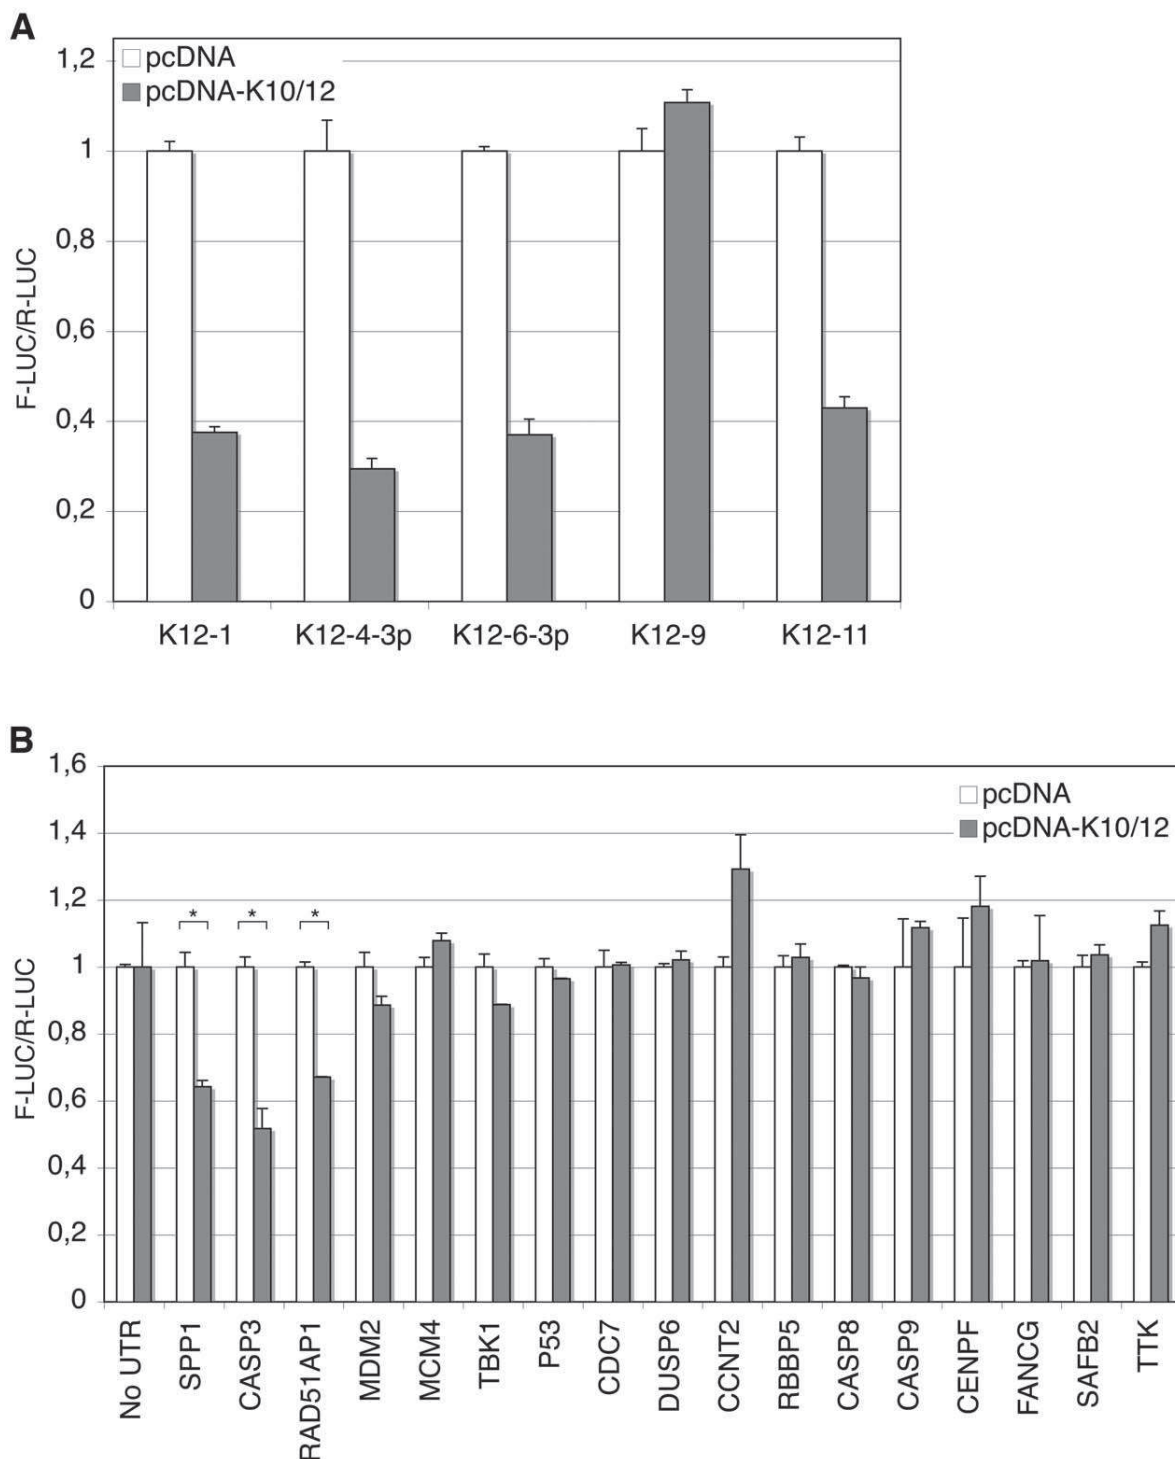 A
1,2
pcDNA
pcDNA-K10/12
1
0,8
0,6
0,4
0,2
0
F-LUC/R-LUC
K12-1 K12-4-3p K12-6-3p K12-9 K12-11
B
1,6
pcDNA
pcDNA-K10/12
1,4
1,2
* * *
1
0,8
0,6
0,4
0,2
0
F-LUC/R-LUC
No UTR
SPP1
CASP3
RAD51AP1
MDM2
MCM4
TBK1
P53
CDC7
DUSP6
CCNT2
RBBP5
CASP8
CASP9
CENPF
FANCG
SAFB2
TTK